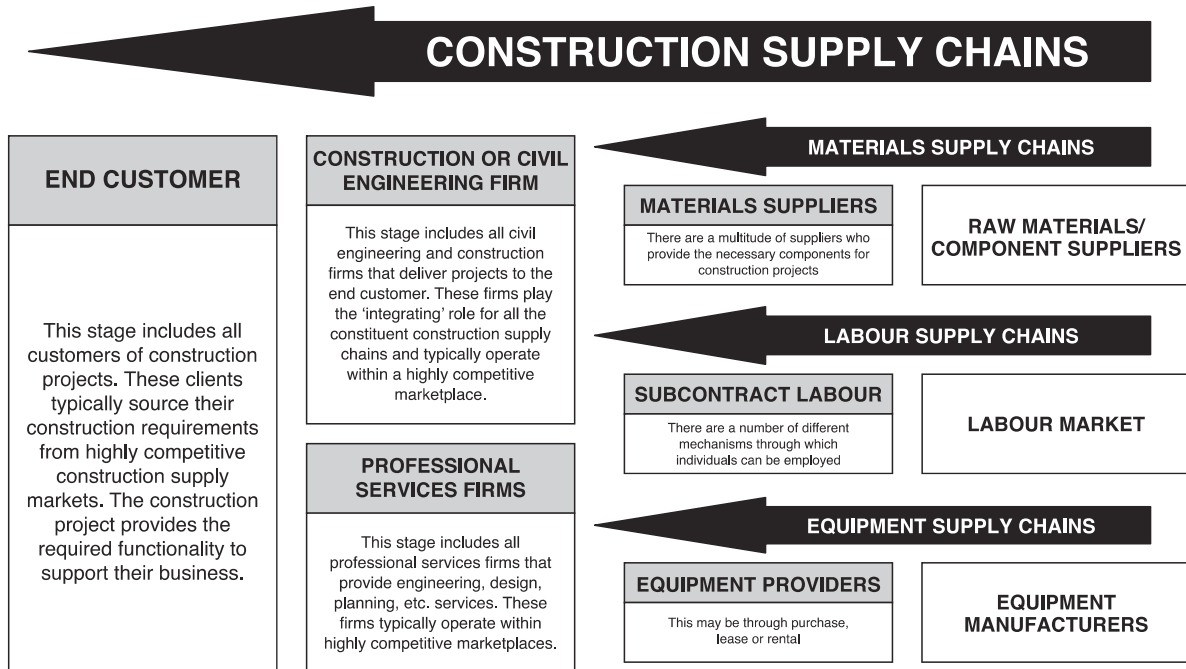 CONSTRUCTION SUPPLY CHAINS
END CUSTOMER
This stage includes all
customers of construction
projects. These clients
typically source their
construction requirements
from highly competitive
construction supply
markets. The construction
project provides the
required functionality to
support their business.
CONSTRUCTION OR CIVIL
ENGINEERING FIRM
This stage includes all civil
engineering and construction
firms that deliver projects to the
end customer. These firms play
the ‘integrating’ role for all the
constituent construction supply
chains and typically operate
within a highly competitive
marketplace.
PROFESSIONAL
SERVICES FIRMS
This stage includes all
professional services firms that
provide engineering, design,
planning, etc. services. These
firms typically operate within
highly competitive marketplaces.
MATERIALS SUPPLY CHAINS
MATERIALS SUPPLIERS
There are a multitude of suppliers who
provide the necessary components for
construction projects
RAW MATERIALS/
COMPONENT SUPPLIERS
LABOUR SUPPLY CHAINS
SUBCONTRACT LABOUR
There are a number of different
mechanisms through which
individuals can be employed
LABOUR MARKET
EQUIPMENT SUPPLY CHAINS
EQUIPMENT PROVIDERS
This may be through purchase,
lease or rental
EQUIPMENT
MANUFACTURERS